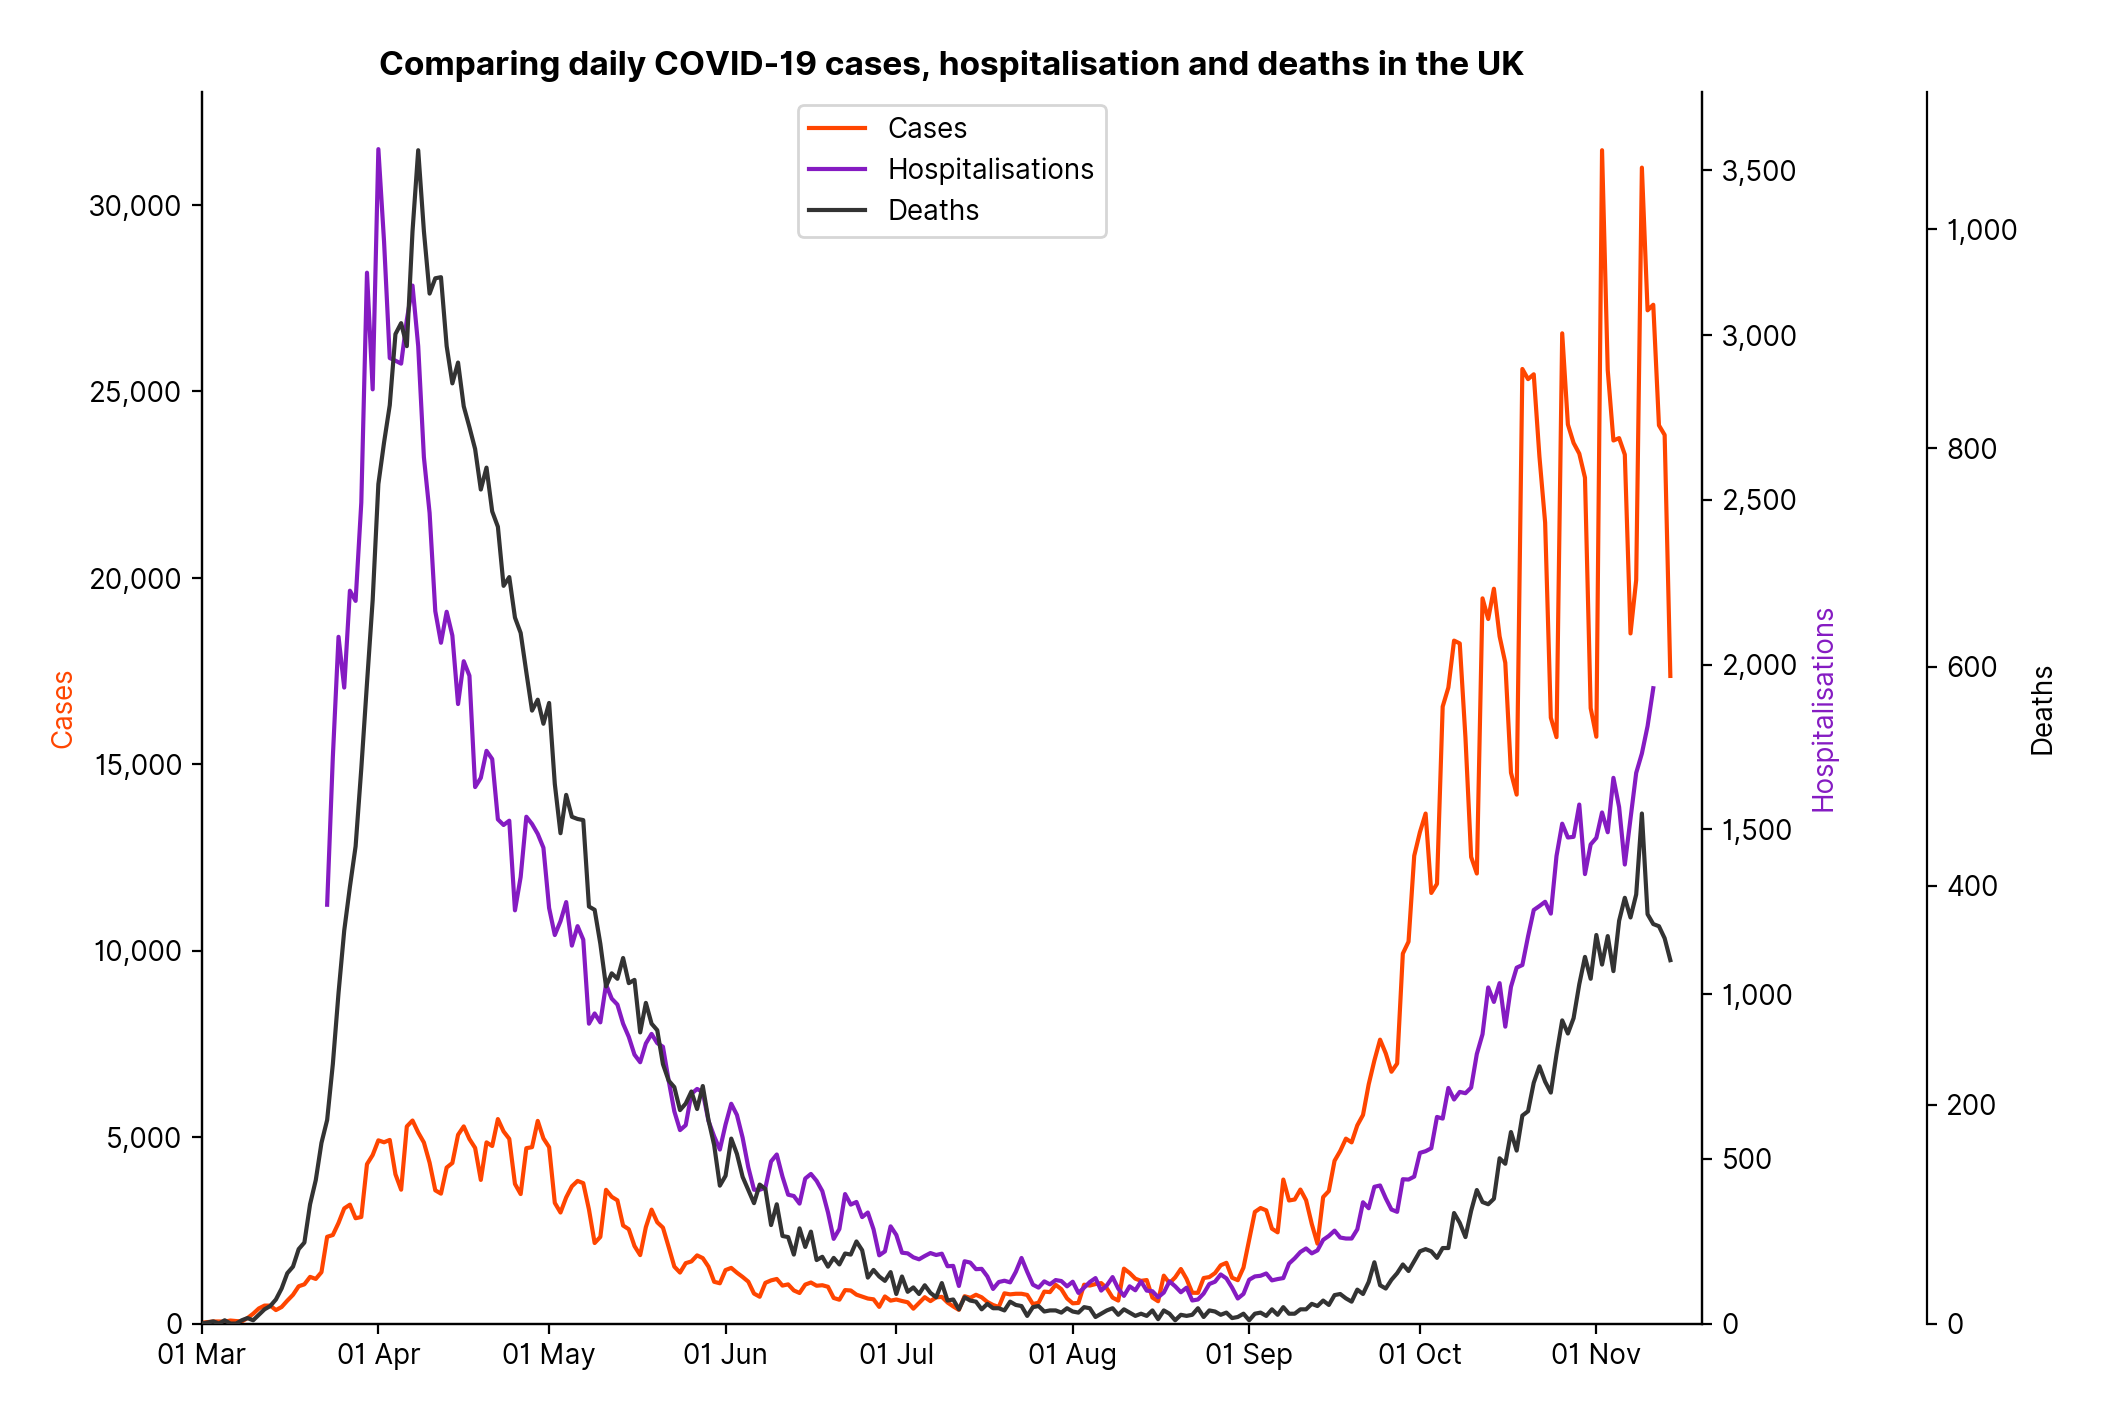 Comparing daily COVID-19 cases, hospitalisation and deaths in the UK
Cases
Hospitalisations
Deaths
30,000
25,000
20,000
15,000
10,000
5,000
0
Cases
3,500
3,000
2,500
2,000
1,500
1,000
500
0
Hospitalisations
1,000
800
600
400
200
0
Deaths
01 Mar
01 Apr
01 May
01 Jun
01 Jul
01 Aug
01 Sep
01 Oct
01 Nov